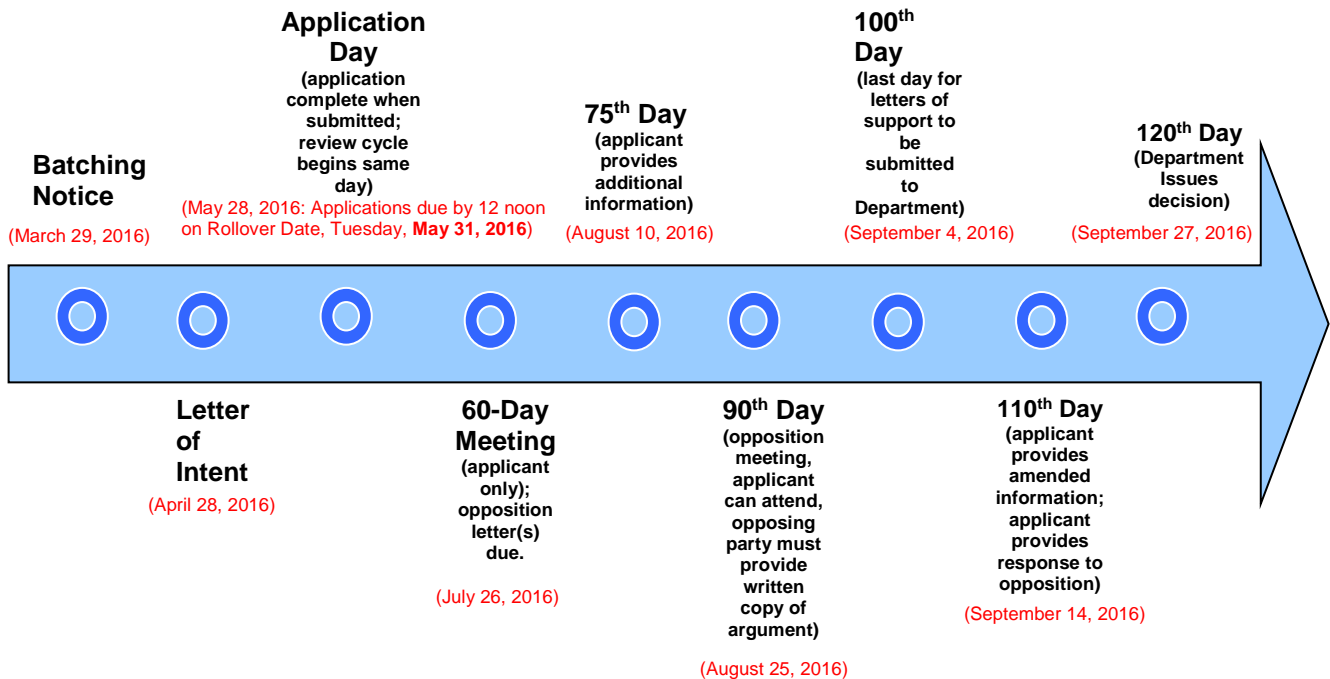 Batching
Notice
(March 29, 2016)
Letter
of
Intent
(April 28, 2016)
Application
Day
(application
complete when
submitted;
review cycle
begins same
day)
(May 28, 2016: Applications due by 12 noon
on Rollover Date, Tuesday, May 31, 2016)
60-Day
Meeting
(applicant
only);
opposition
letter(s)
due.
(July 26, 2016)
75th Day
(applicant
provides
additional
information)
(August 10, 2016)
90th Day
(opposition
meeting,
applicant
can attend,
opposing
party must
provide
written
copy of
argument)
(August 25, 2016)
100th
Day
(last day for
letters of
support to
be
submitted
to
Department)
(September 4, 2016)
110th Day
(applicant
provides
amended
information;
applicant
provides
response to
opposition)
(September 14, 2016)
120th Day
(Department
Issues
decision)
(September 27, 2016)